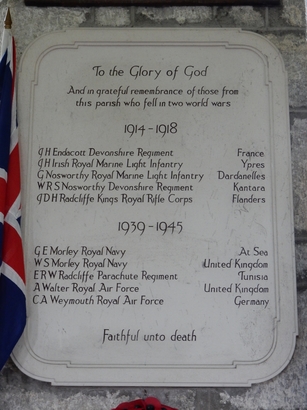 To the Glory of God
And in grateful remembrance of those from
this parish who fell in two world wars
1914-1918
G H Endacott Devonshire Regiment France
G H Irish Royal Marine Light Infantry Ypres
G Nosworthy Royal Marine Light Infantry Dardanelles
W R S Nosworthy Devonshire Regiment Kantara
G D H Radcliffe Kings Royal Rifle Corps Flanders
1939-1945
G E Morley Royal Navy At Sea
W S Morley Royal Navy United Kingdom
E R W Radcliffe Parachute Regiment Tunisia
A Walter Royal Air Force United Kingdom
C A Weymouth Royal Air Force Germany
Faithful unto death